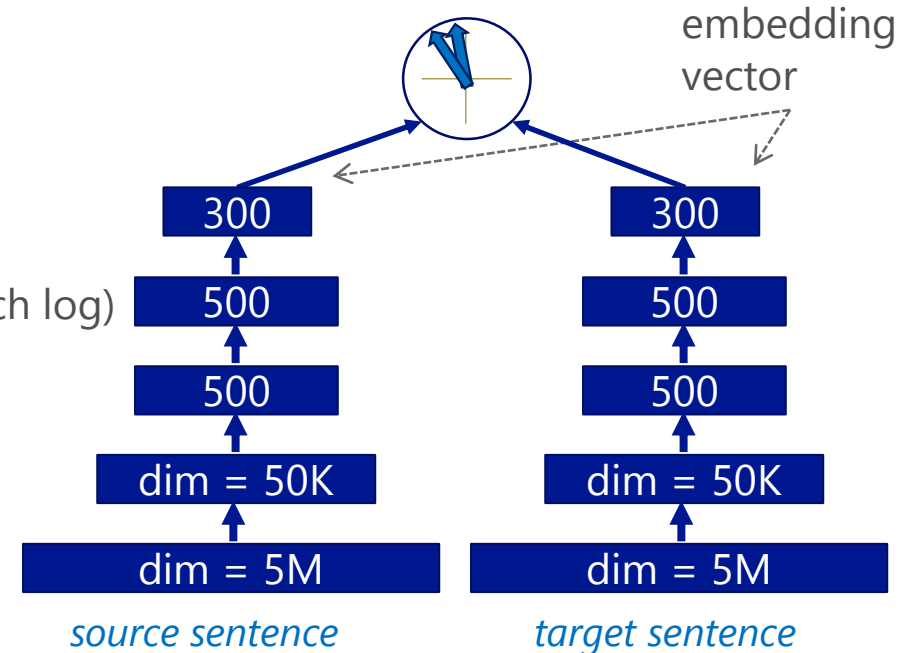 embedding
vector
300 300
ch log) 500 500
500 500
dim = 50K dim = 50K
dim = 5M dim = 5M
source sentence target sentence